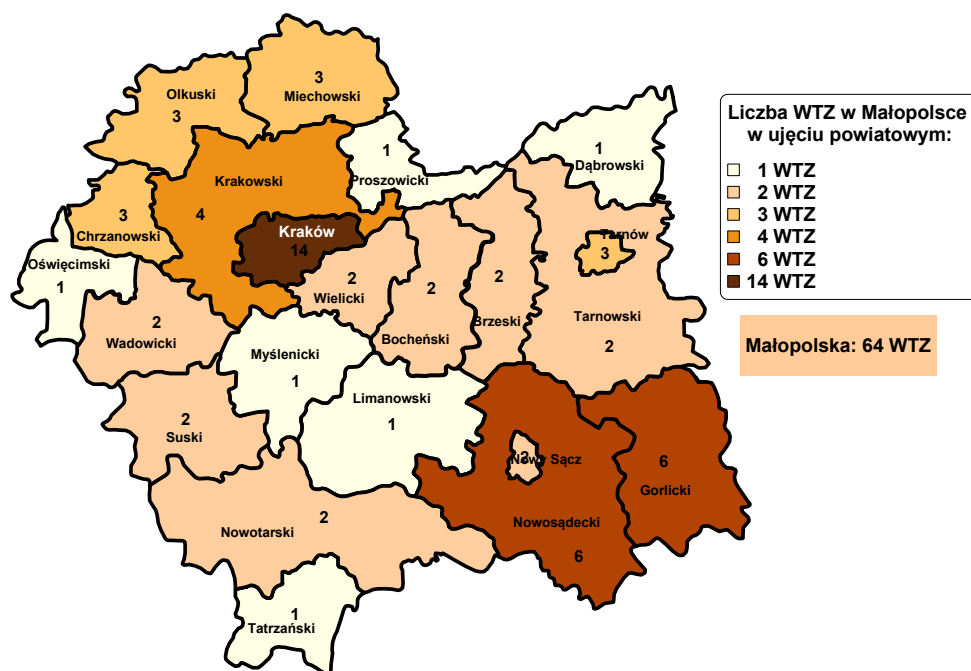 3
Miechowski
Olkuski
3
Liczba WTZ w Małopolsce
w ujęciu powiatowym:
1 WTZ
2 WTZ
3 WTZ
4 WTZ
6 WTZ
14 WTZ
Małopolska: 64 WTZ
1
Proszowicki
1
Dąbrowski
Krakowski
4
3
Chrzanowski
Kraków
14
Tarnów
3
Oświęcimski
1
2
Wielicki
2
Bocheński
2
Brzeski
Tarnowski
2
2
Wadowicki
Myślenicki
1
Limanowski
1
2
Suski
2
Nowy Sącz
6
Gorlicki
Nowotarski
2
Nowosądecki
6
1
Tatrzański